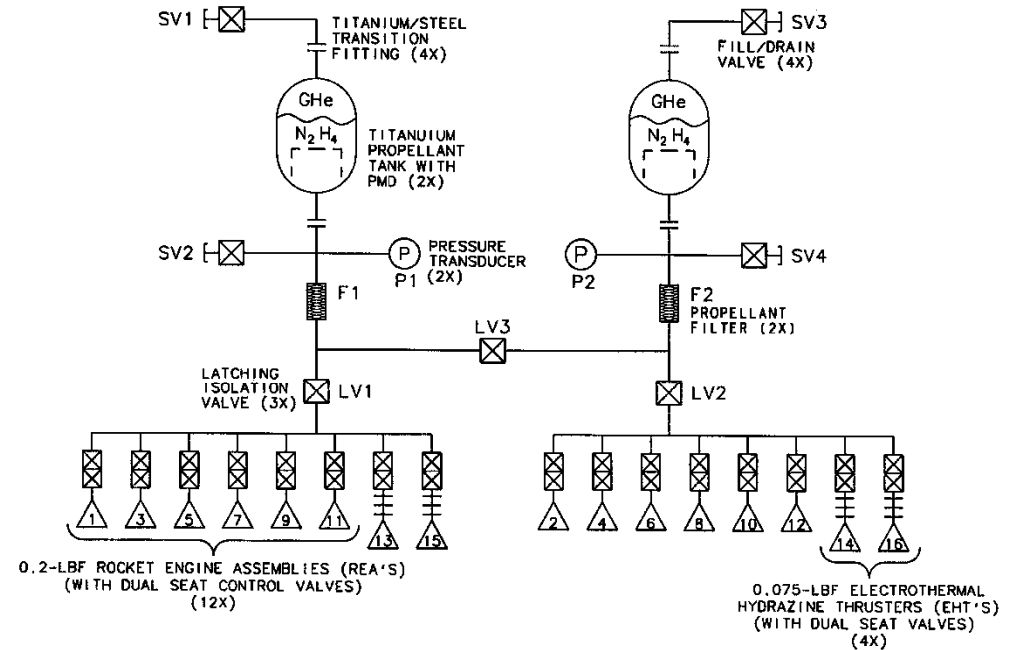 SV1
TITANIUM/STEEL
TRANSITION
FITTING (4X)
SV3
FILL/DRAIN
VALVE (4X)
GHe
N2H4
TITANUIUM
PROPELLANT
TANK WITH
PMD (2X)
GHe
N2H4
SV2
P
P1
PRESSURE
TRANSDUCER
(2X)
P
P2
SV4
F1
F2
PROPELLANT
FILTER (2X)
LV3
LATCHING
ISOLATION
VALVE (3X)
LV1
LV2
1 3 5 7 9 11 13 15
2 4 6 8 10 12 14 16
0.2-LBF ROCKET ENGINE ASSEMBLIES (REA'S)
(WITH DUAL SEAT CONTROL VALVES)
(12X)
0.075-LBF ELECTROTHERMAL
HYDRAZINE THRUSTERS (EHT'S)
(WITH DUAL SEAT VALVES)
(4X)